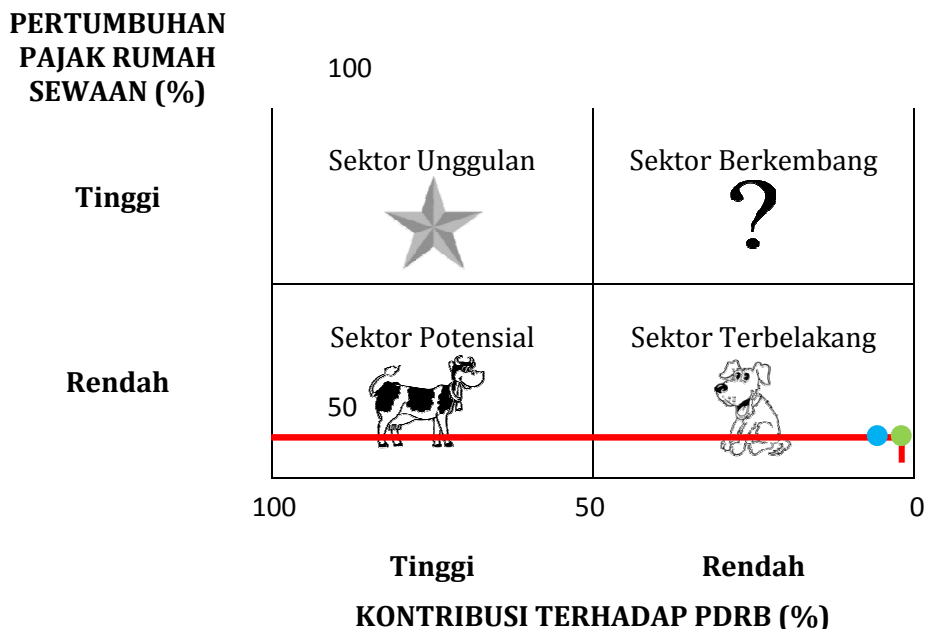 PERTUMBUHAN
PAJAK RUMAH
SEWAAN (%)
100
Sektor Unggulan
Sektor Berkembang
Tinggi
?
Sektor Potensial
Sektor Terbelakang
Rendah
50
100
50
0
Tinggi
Rendah
KONTRIBUSI TERHADAP PDRB (%)